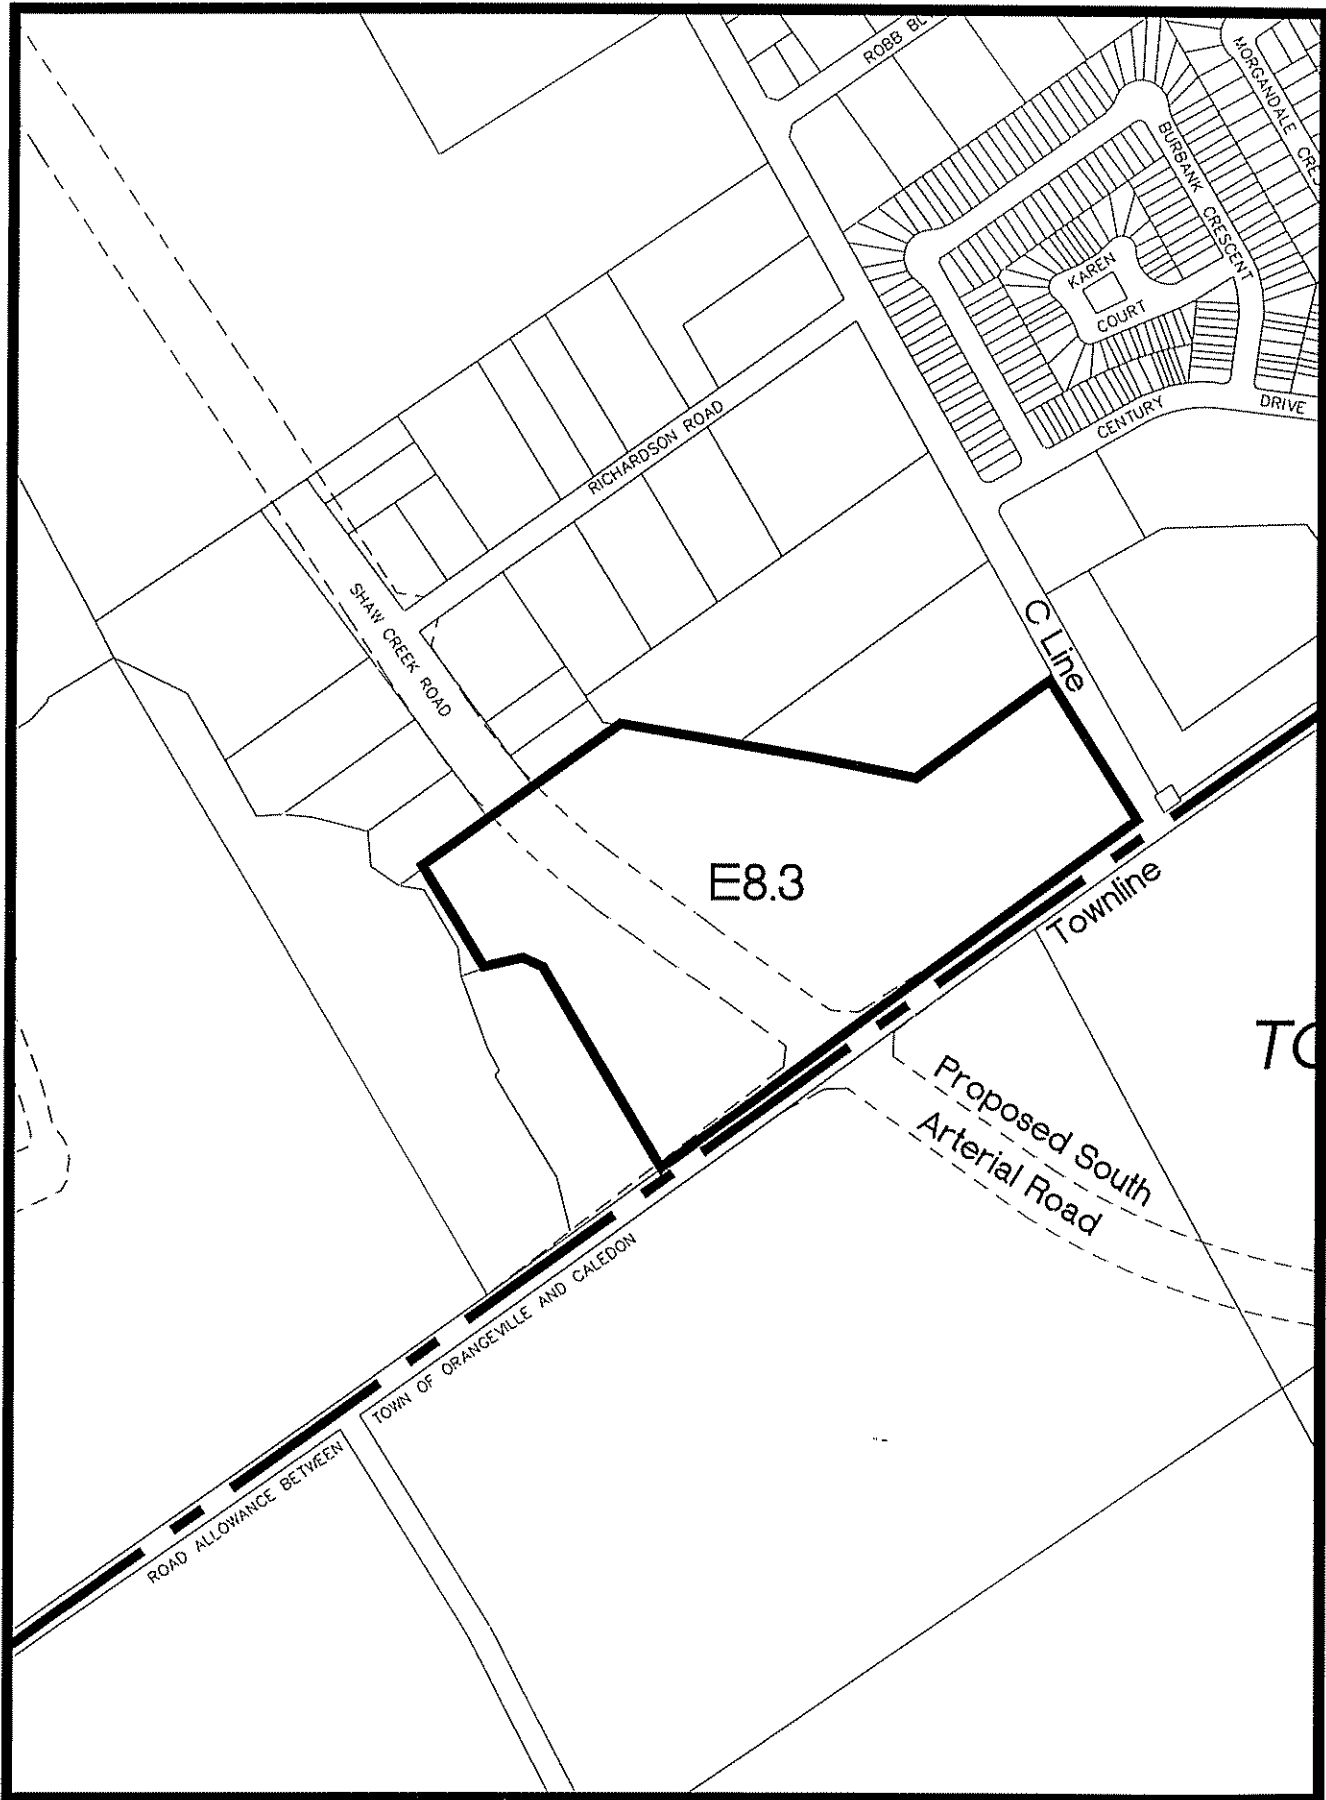 ROBB BL
MORGANDALE CRES
BURBANK CRESCENT
KAREN
COURT
CENTURY
DRIVE
RICHARDSON ROAD
SHAW CREEK ROAD
C Line
E8.3
Townline
TO
Proposed South
Arterial Road
TOWN OF ORANGEVILLE AND CALEDON
ROAD ALLOWANCE BETWEEN